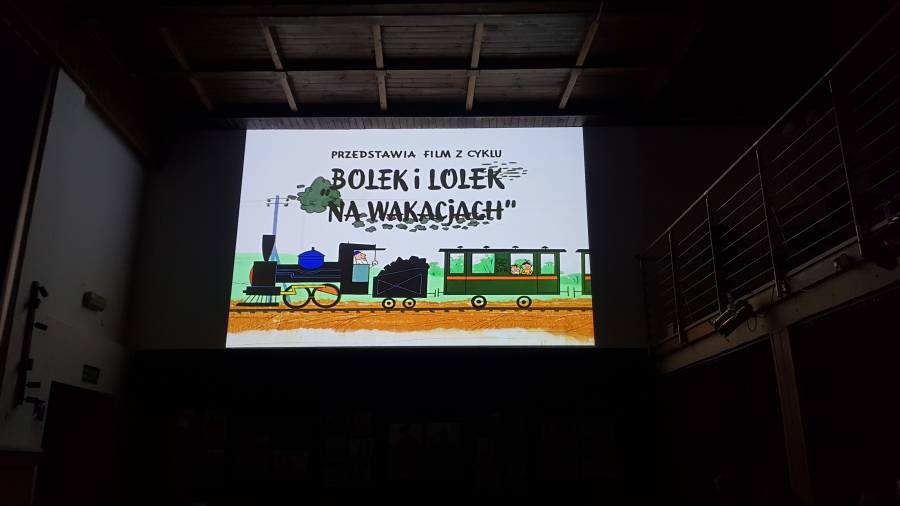 PRZEDSTAWIA FILM Z CYKLU
BOLEK i LOLEK
"NA WAKACJACH"